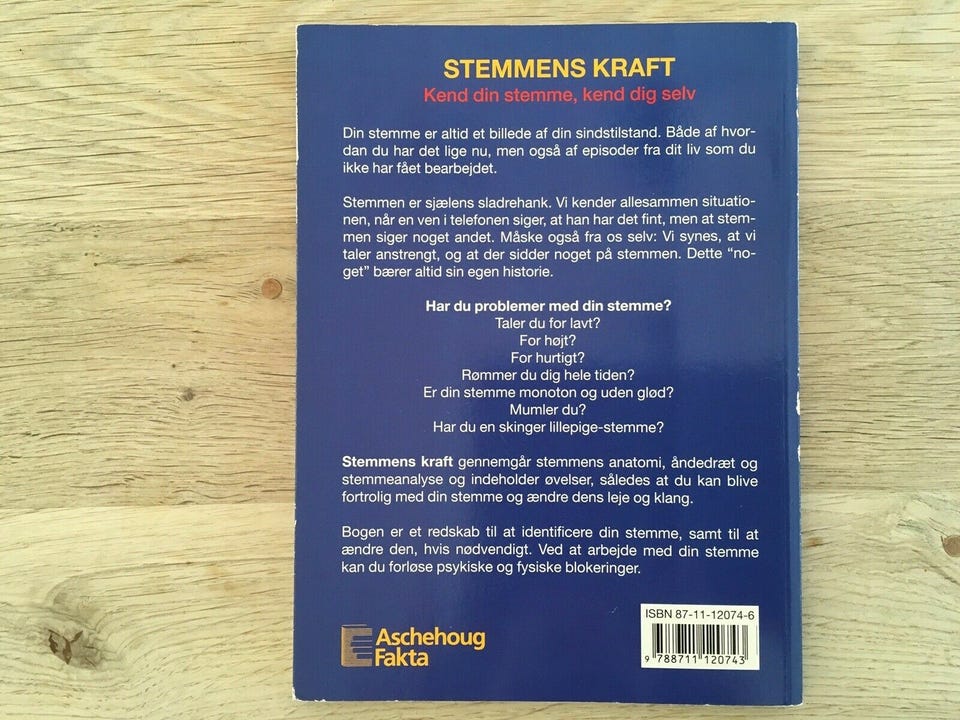 STEMMENS KRAFT
Kend din stemme, kend dig selv
Din stemme er altid et billede af din sindstilstand. Både af hvor-
dan du har det lige nu, men også af episoder fra dit liv som du
ikke har fået bearbejdet.
Stemmen er sjælens sladrehank. Vi kender allesammen situatio-
nen, når en ven i telefonen siger, at han har det fint, men at stem-
men siger noget andet. Måske også fra os selv: Vi synes, at vi
taler anstrengt, og at der sidder noget på stemmen. Dette “no-
get” bærer altid sin egen historie.
Har du problemer med din stemme?
Taler du for lavt?
For højt?
For hurtigt?
Rømmer du dig hele tiden?
Er din stemme monoton og uden glød?
Mumler du?
Har du en skinger lillepige-stemme?
Stemmens kraft gennemgår stemmens anatomi, åndedræt og
stemmeanalyse og indeholder øvelser, således at du kan blive
fortrolig med din stemme og ændre dens leje og klang.
Bogen er et redskab til at identificere din stemme, samt til at
ændre den, hvis nødvendigt. Ved at arbejde med din stemme
kan du forløse psykiske og fysiske blokeringer.
Aschehoug
Fakta
ISBN 87-11-12074-6
9 788711 120743